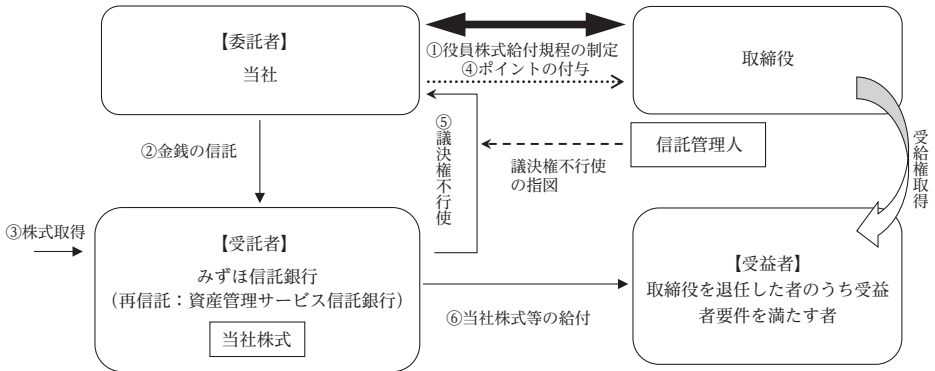 【委託者】
当社
①役員株式給付規程の制定
④ポイントの付与
取締役
②金銭の信託
⑤議決権不行使
議決権不行使
の指図
信託管理人
受給権取得
③株式取得
【受託者】
みずほ信託銀行
（再信託：資産管理サービス信託銀行）
当社株式
⑥当社株式等の給付
【受益者】
取締役を退任した者のうち受益
者要件を満たす者